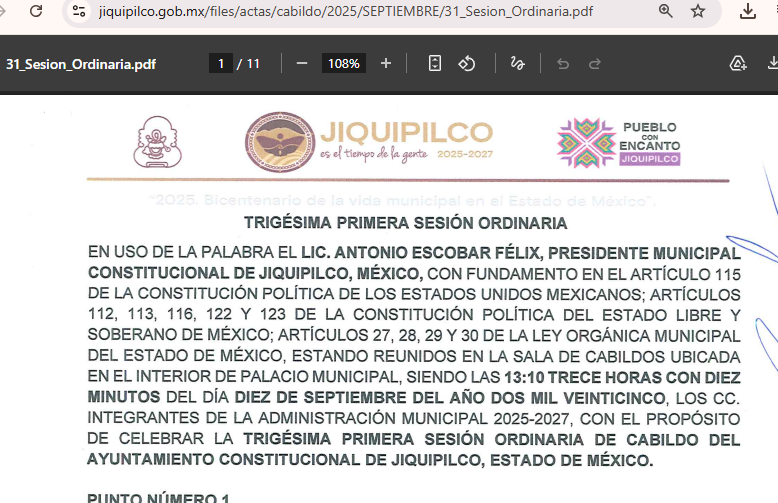 jiquipilco.gob.mx/files/actas/cabildo/2025/SEPTIEMBRE/31_Sesion_Ordinaria.pdf
31_Sesion_Ordinaria.pdf 1 / 11 108%
JIQUIPILCO
es el tiempo de la gente 2025-2027
PUEBLO
CON
ENCANTO
JIQUIPILCO
“2025. Bicentenario de la vida municipal en el Estado de México”.
TRIGÉSIMA PRIMERA SESIÓN ORDINARIA
EN USO DE LA PALABRA EL LIC. ANTONIO ESCOBAR FÉLIX, PRESIDENTE MUNICIPAL
CONSTITUCIONAL DE JIQUIPILCO, MÉXICO, CON FUNDAMENTO EN EL ARTÍCULO 115
DE LA CONSTITUCIÓN POLÍTICA DE LOS ESTADOS UNIDOS MEXICANOS; ARTÍCULOS
112, 113, 116, 122 Y 123 DE LA CONSTITUCIÓN POLÍTICA DEL ESTADO LIBRE Y
SOBERANO DE MÉXICO; ARTÍCULOS 27, 28, 29 Y 30 DE LA LEY ORGÁNICA MUNICIPAL
DEL ESTADO DE MÉXICO, ESTANDO REUNIDOS EN LA SALA DE CABILDOS UBICADA
EN EL INTERIOR DE PALACIO MUNICIPAL, SIENDO LAS 13:10 TRECE HORAS CON DIEZ
MINUTOS DEL DÍA DIEZ DE SEPTIEMBRE DEL AÑO DOS MIL VEINTICINCO, LOS CC.
INTEGRANTES DE LA ADMINISTRACIÓN MUNICIPAL 2025-2027, CON EL PROPÓSITO
DE CELEBRAR LA TRIGÉSIMA PRIMERA SESIÓN ORDINARIA DE CABILDO DEL
AYUNTAMIENTO CONSTITUCIONAL DE JIQUIPILCO, ESTADO DE MÉXICO.
PUNTO NÚMERO 1